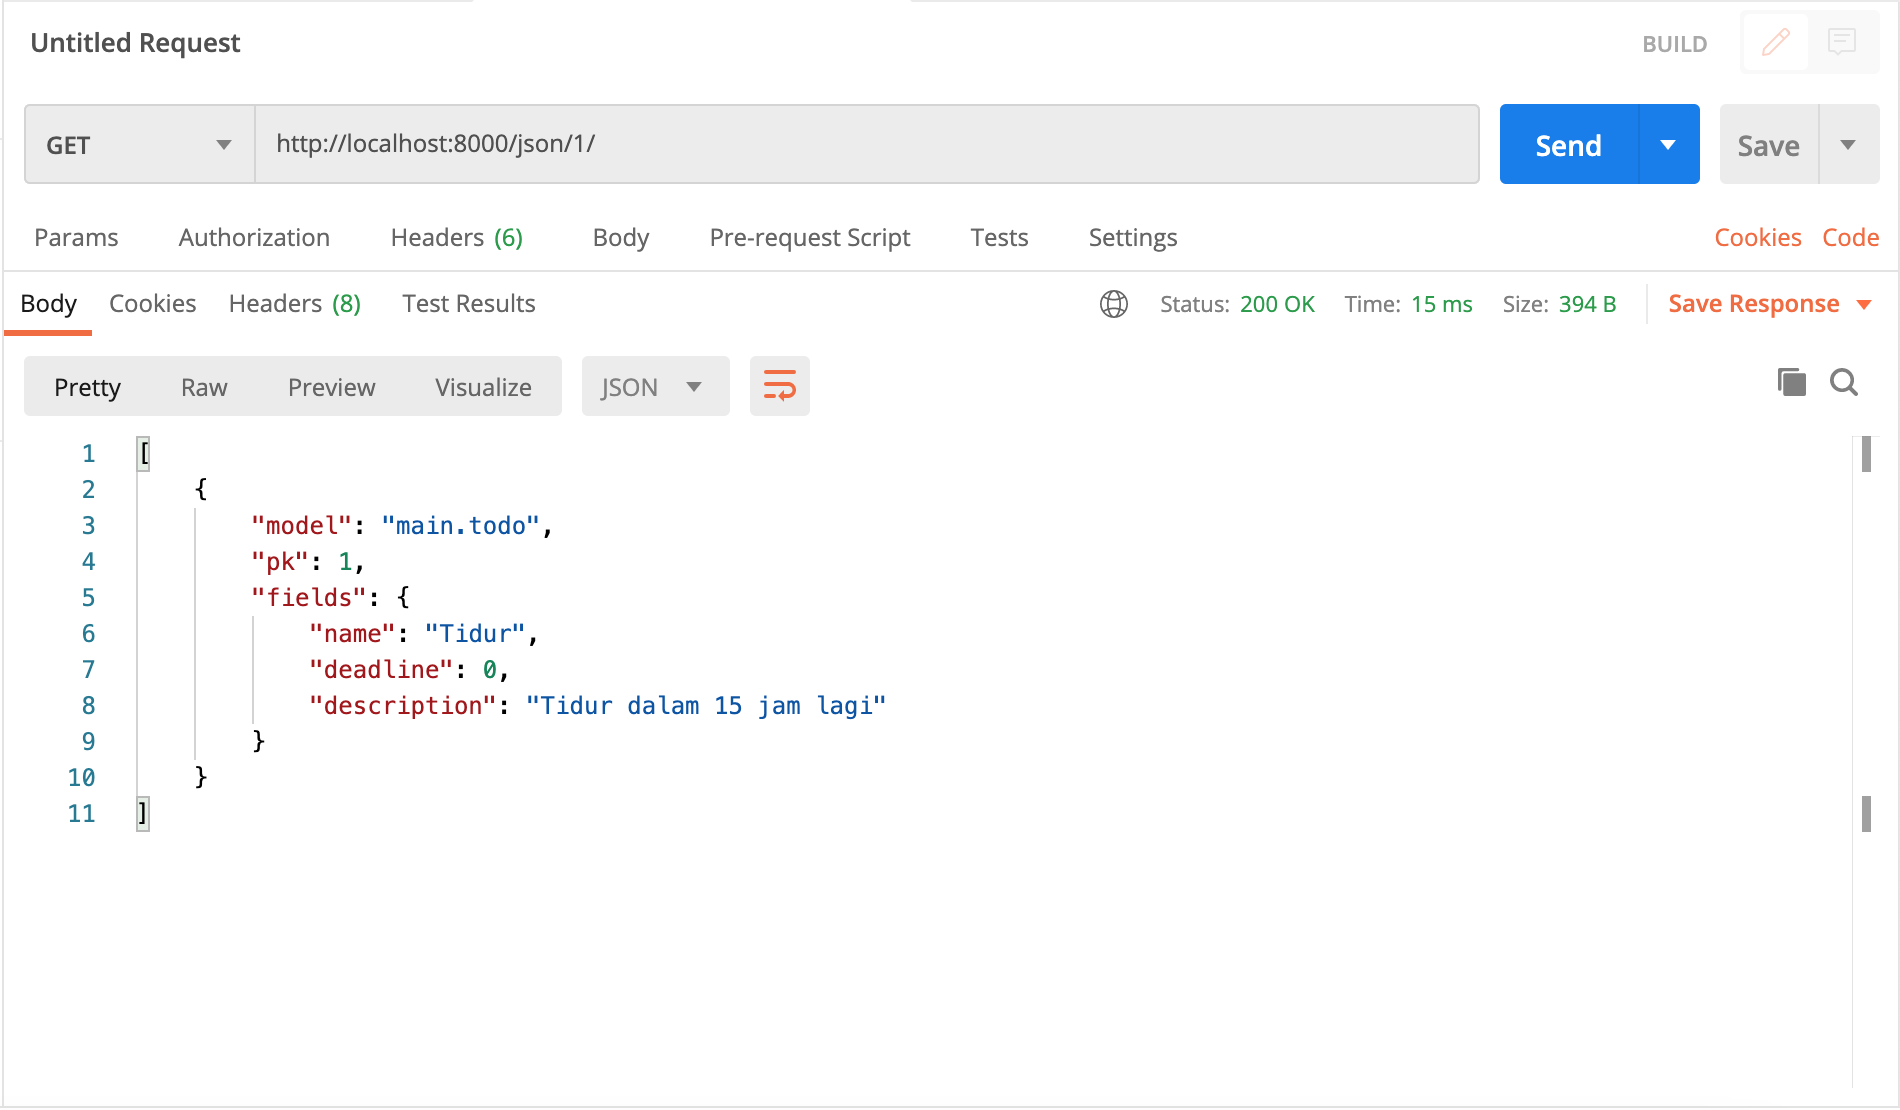 Untitled Request BUILD
GET http://localhost:8000/json/1/ Send Save
Params Authorization Headers (6) Body Pre-request Script Tests Settings Cookies Code
Body Cookies Headers (8) Test Results Status: 200 OK Time: 15 ms Size: 394 B Save Response
Pretty Raw Preview Visualize JSON
1 [
2 {
3 "model": "main.todo",
4 "pk": 1,
5 "fields": {
6 "name": "Tidur",
7 "deadline": 0,
8 "description": "Tidur dalam 15 jam lagi"
9 }
10 }
11 ]